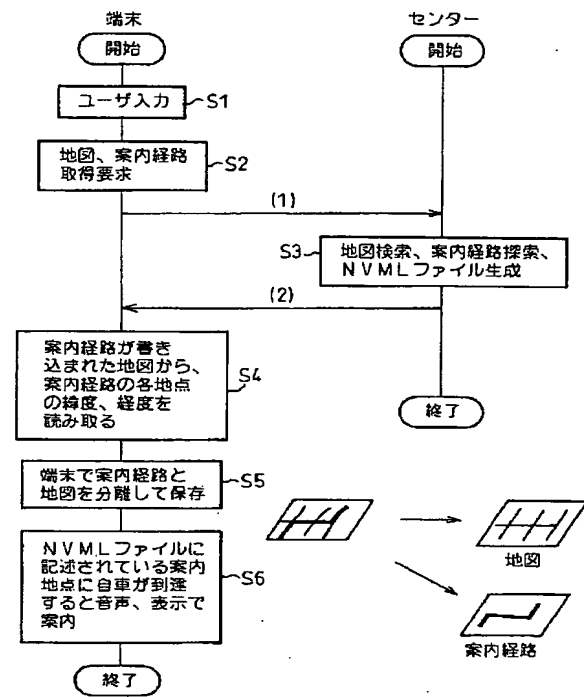 端末
開始
ユーザ入力
S1
地図、案内経路
取得要求
S2
(1)
センター
開始
S3
地図検索、案内経路探索、
NVMLファイル生成
(2)
終了
案内経路が書き
込まれた地図から、
案内経路の各地点
の緯度、経度を
読み取る
S4
端末で案内経路と
地図を分離して保存
S5
NVMLファイルに
記述されている案内
地点に自車が到達
すると音声、表示で
案内
S6
終了
地図
案内経路